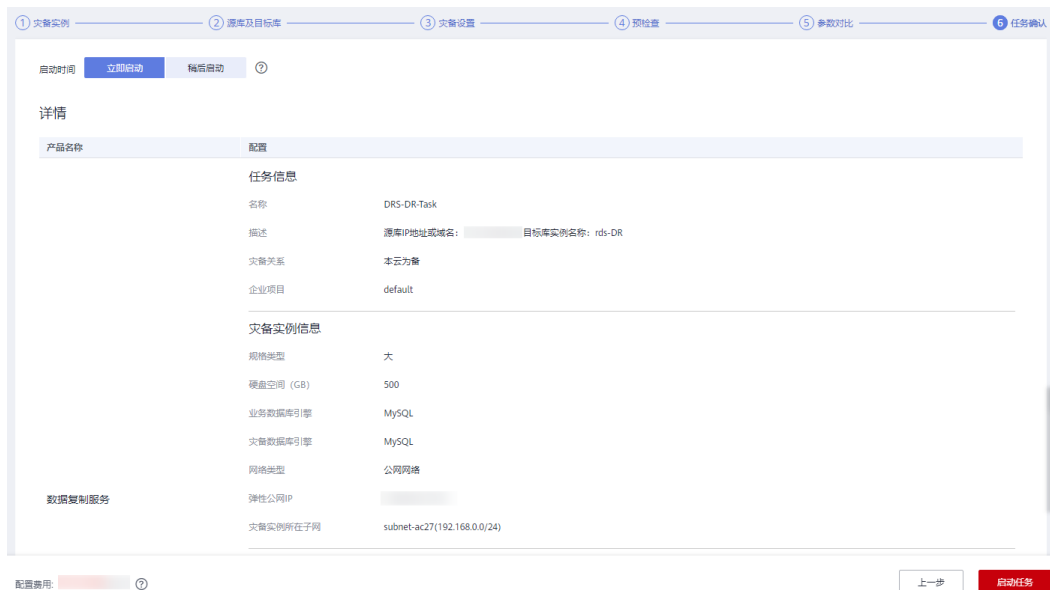 1 灾备实例 2 源库及目标库 3 灾备设置 4 预检查 5 参数对比 6 任务确认
启动时间 立即启动 稍后启动 ?
详情
产品名称 配置
任务信息
名称 DRS-DR-Task
描述 源库IP地址或域名： 目标库实例名称：rds-DR
灾备关系 本云为备
企业项目 default
灾备实例信息
规格类型 大
硬盘空间（GB） 500
业务数据库引擎 MySQL
灾备数据库引擎 MySQL
网络类型 公网网络
数据复制服务 弹性公网IP
灾备实例所在子网 subnet-ac27(192.168.0.0/24)
配置费用: ? 上一步 启动任务